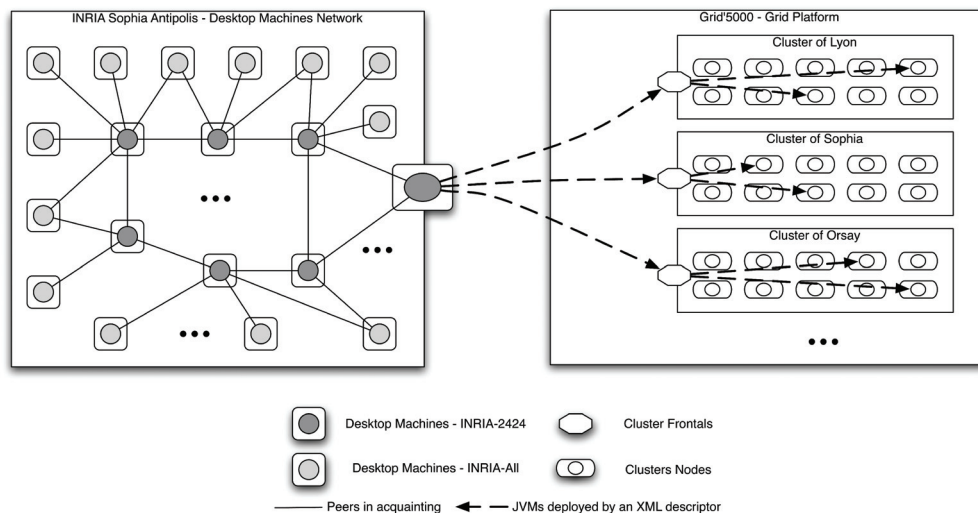 INRIA Sophia Antipolis - Desktop Machines Network
Grid'5000 - Grid Platform
Cluster of Lyon
Cluster of Sophia
Cluster of Orsay
Desktop Machines - INRIA-2424
Cluster Frontals
Desktop Machines - INRIA-All
Clusters Nodes
Peers in acquainting
JVMs deployed by an XML descriptor